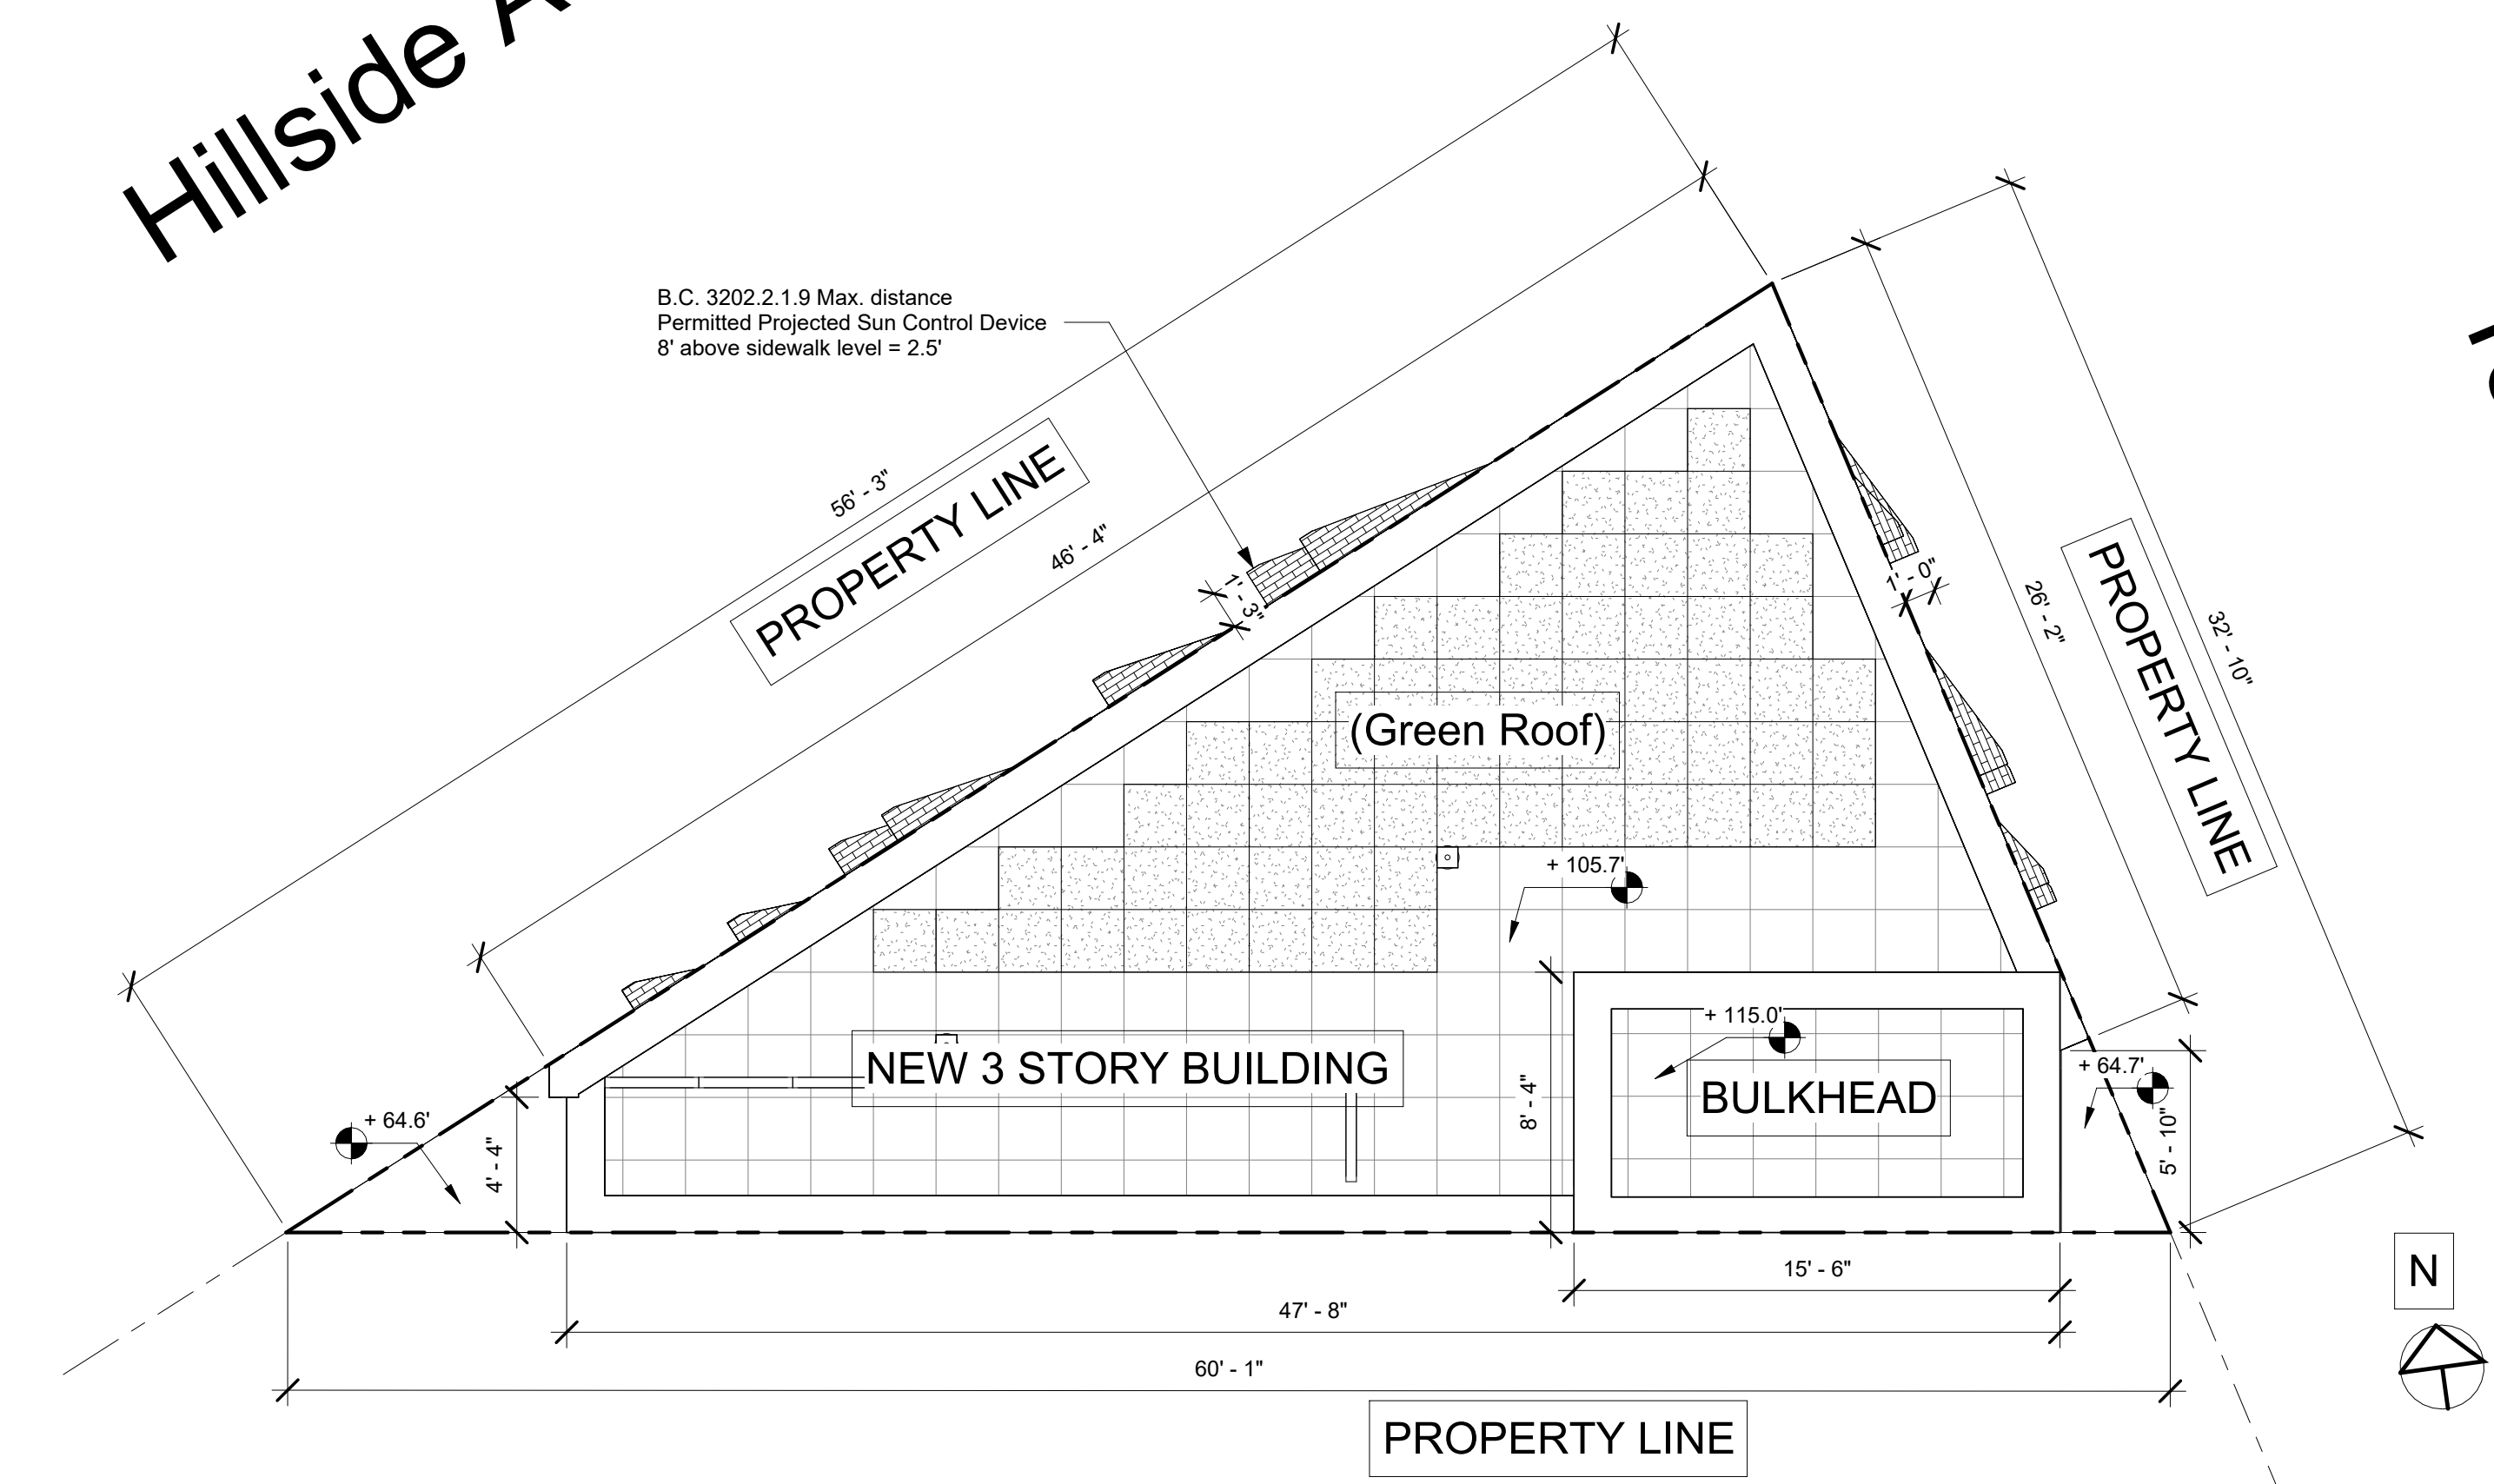 Hillside
B.C. 3202.2.1.9 Max. distance
Permitted Projected Sun Control Device
8' above sidewalk level = 2.5'
56' - 3"
PROPERTY LINE
46' - 4"
1' - 3"
1' - 0"
26' - 2"
PROPERTY LINE
32' - 10"
(Green Roof)
+ 105.7'
+ 115.0'
NEW 3 STORY BUILDING
BULKHEAD
+ 64.7'
+ 64.6'
4' - 4"
8' - 4"
5' - 10"
15' - 6"
N
47' - 8"
60' - 1"
PROPERTY LINE